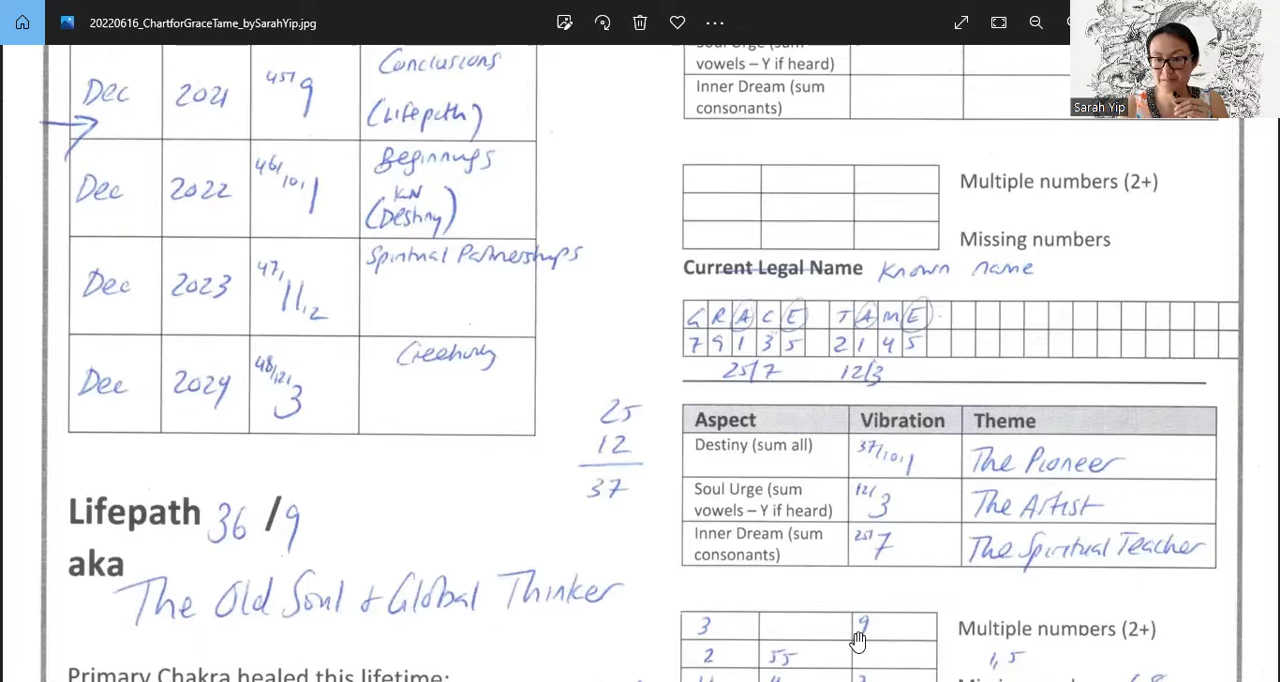 20220616_ChartforGraceTame_bySarahYip.jpg
Sarah Yip
Conclusions
Dec 2021 45/9 (Lifepath)
Beginnings
Dec 2022 46/10/1 KN
(Destiny)
Spiritual Partnerships
Dec 2023 47/11/2
Creativity
Dec 2024 48/12/3
25
12
37
Lifepath 36/9
aka
The Old Soul & Global Thinker
Primary Chakra healed this lifetime:
Soul Urge (sum
vowels – Y if heard)
Inner Dream (sum
consonants)
Multiple numbers (2+)
Missing numbers
Current Legal Name Known name
G R A C E T A M E
7 9 1 3 5 2 1 4 5
25/7 12/3
Aspect Vibration Theme
Destiny (sum all) 37/10/1 The Pioneer
Soul Urge (sum
vowels – Y if heard) 12/3 The Artist
Inner Dream (sum
consonants) 25/7 The Spiritual Teacher
3 9 Multiple numbers (2+)
2 55 1,5